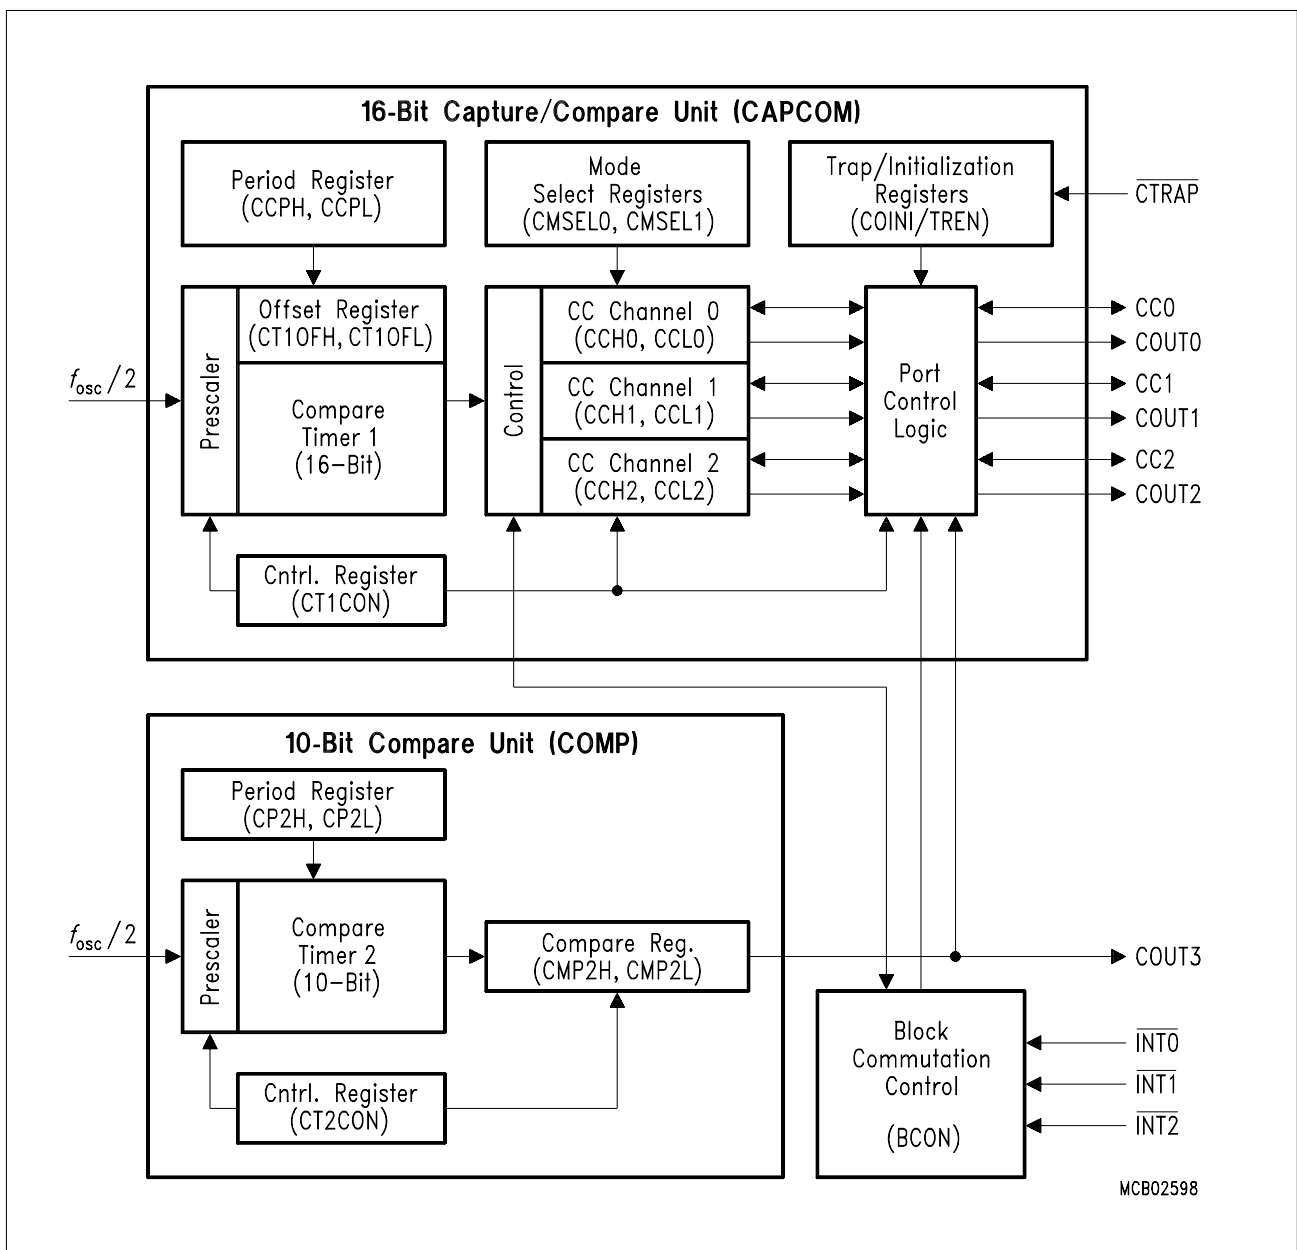 16-Bit Capture/Compare Unit (CAPCOM)
Period Register
(CCPH, CCPL)
Mode
Select Registers
(CMSEL0, CMSEL1)
Trap/Initialization
Registers
(COINI/TREN)
CTRAP
Prescaler
Offset Register
(CT1OFH, CT1OFL)
Compare
Timer 1
(16-Bit)
fosc/2
Control
CC Channel 0
(CCH0, CCL0)
CC Channel 1
(CCH1, CCL1)
CC Channel 2
(CCH2, CCL2)
Port
Control
Logic
CC0
COUT0
CC1
COUT1
CC2
COUT2
Cntrl. Register
(CT1CON)
10-Bit Compare Unit (COMP)
Period Register
(CP2H, CP2L)
fosc/2
Prescaler
Compare
Timer 2
(10-Bit)
Compare Reg.
(CMP2H, CMP2L)
COUT3
Cntrl. Register
(CT2CON)
Block
Commutation
Control
(BCON)
INT0
INT1
INT2
MCB02598